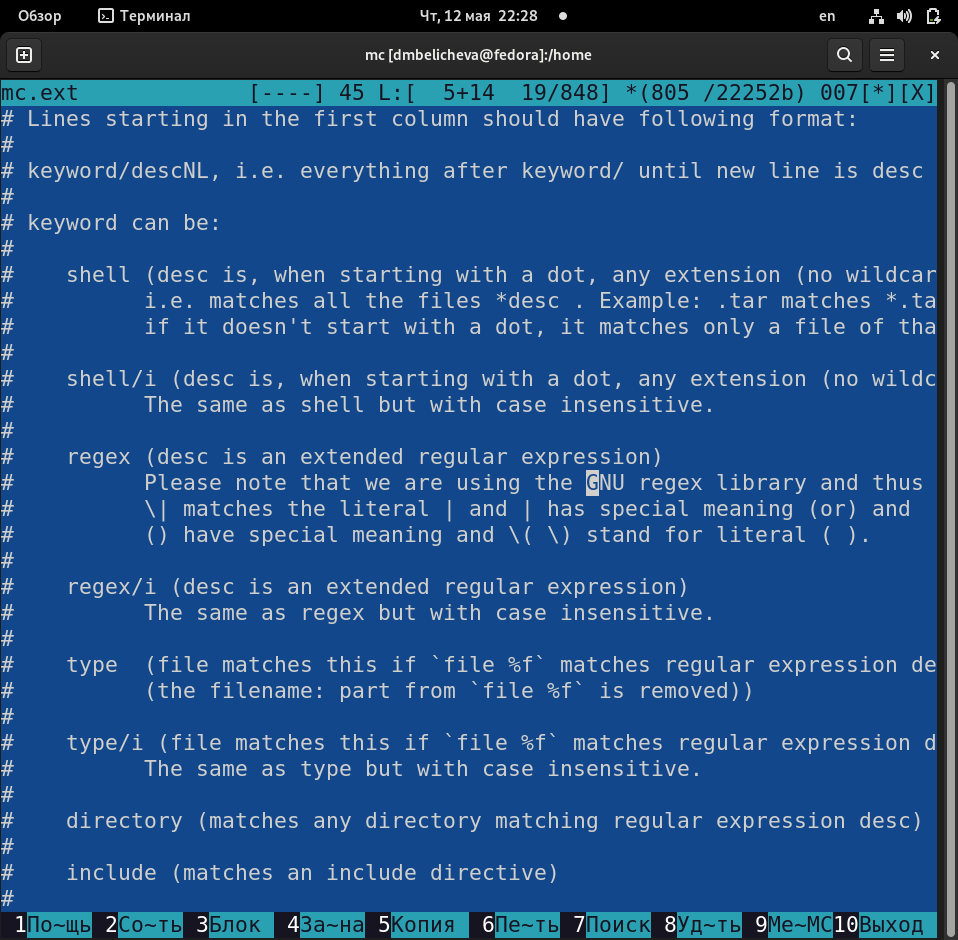 Обзор Терминал Чт, 12 мая 22:28 en
mc [dmbelicheva@fedora]:/home
mc.ext [----] 45 L:[ 5+14 19/848] *(805 /22252b) 007[*][X]
# Lines starting in the first column should have following format:
#
# keyword/descNL, i.e. everything after keyword/ until new line is desc
#
# keyword can be:
#
#    shell (desc is, when starting with a dot, any extension (no wildcar
#          i.e. matches all the files *desc . Example: .tar matches *.ta
#          if it doesn't start with a dot, it matches only a file of tha
#
#    shell/i (desc is, when starting with a dot, any extension (no wildc
#          The same as shell but with case insensitive.
#
#    regex (desc is an extended regular expression)
#          Please note that we are using the GNU regex library and thus
#          \| matches the literal | and | has special meaning (or) and
#          () have special meaning and \( \) stand for literal ( ).
#
#    regex/i (desc is an extended regular expression)
#          The same as regex but with case insensitive.
#
#    type  (file matches this if `file %f` matches regular expression de
#          (the filename: part from `file %f` is removed))
#
#    type/i (file matches this if `file %f` matches regular expression d
#          The same as type but with case insensitive.
#
#    directory (matches any directory matching regular expression desc)
#
#    include (matches an include directive)
#
1По~щь 2Со~ть 3Блок 4За~на 5Копия 6Пе~ть 7Поиск 8Уд~ть 9Ме~MC10Выход